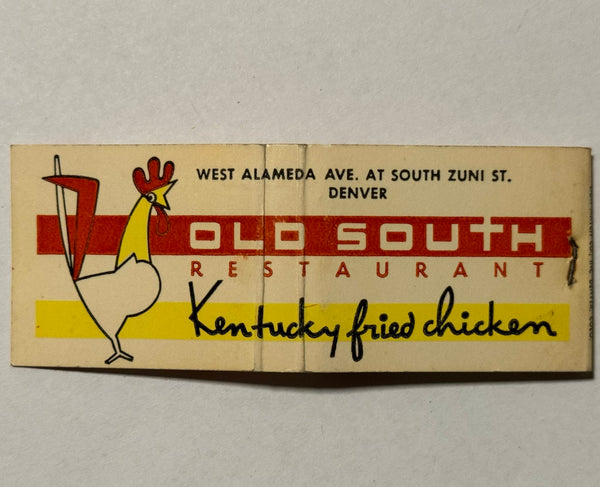 WEST ALAMEDA AVE. AT SOUTH ZUNI ST.
DENVER
OLD SOUTH
RESTAURANT
Kentucky fried chicken